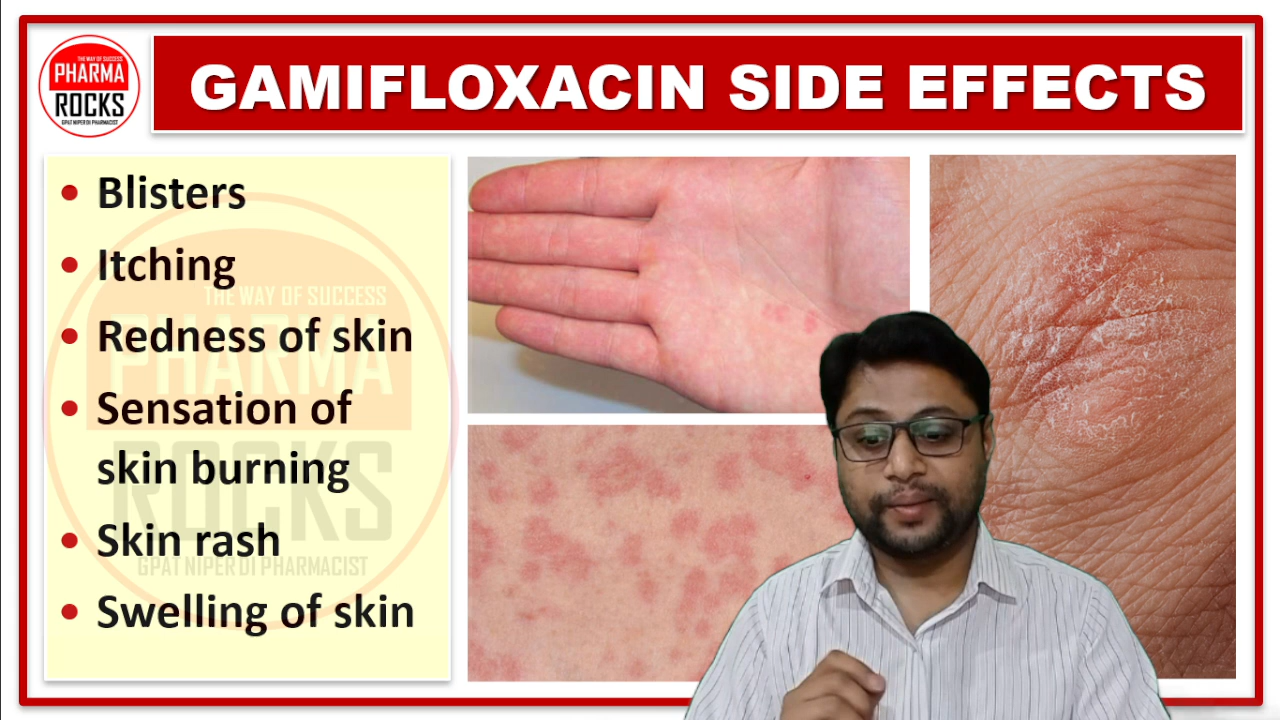 THE WAY OF SUCCESS
PHARMA
ROCKS
GPAT NIPER DI PHARMACIST
GAMIFLOXACIN SIDE EFFECTS
• Blisters
• Itching
• Redness of skin
• Sensation of
skin burning
• Skin rash
• Swelling of skin
THE WAY OF SUCCESS
PHARMA
ROCKS
GPAT NIPER DI PHARMACIST